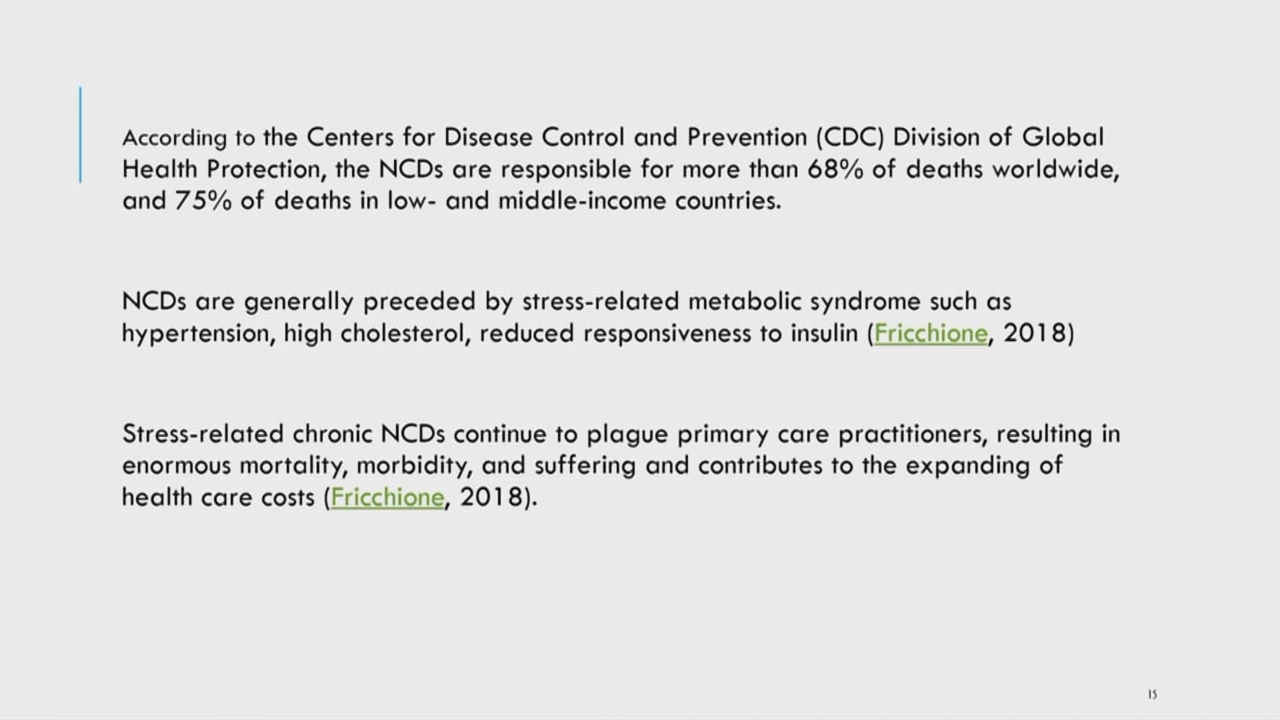 According to the Centers for Disease Control and Prevention (CDC) Division of Global
Health Protection, the NCDs are responsible for more than 68% of deaths worldwide,
and 75% of deaths in low- and middle-income countries.
NCDs are generally preceded by stress-related metabolic syndrome such as
hypertension, high cholesterol, reduced responsiveness to insulin (Fricchione, 2018)
Stress-related chronic NCDs continue to plague primary care practitioners, resulting in
enormous mortality, morbidity, and suffering and contributes to the expanding of
health care costs (Fricchione, 2018).
15